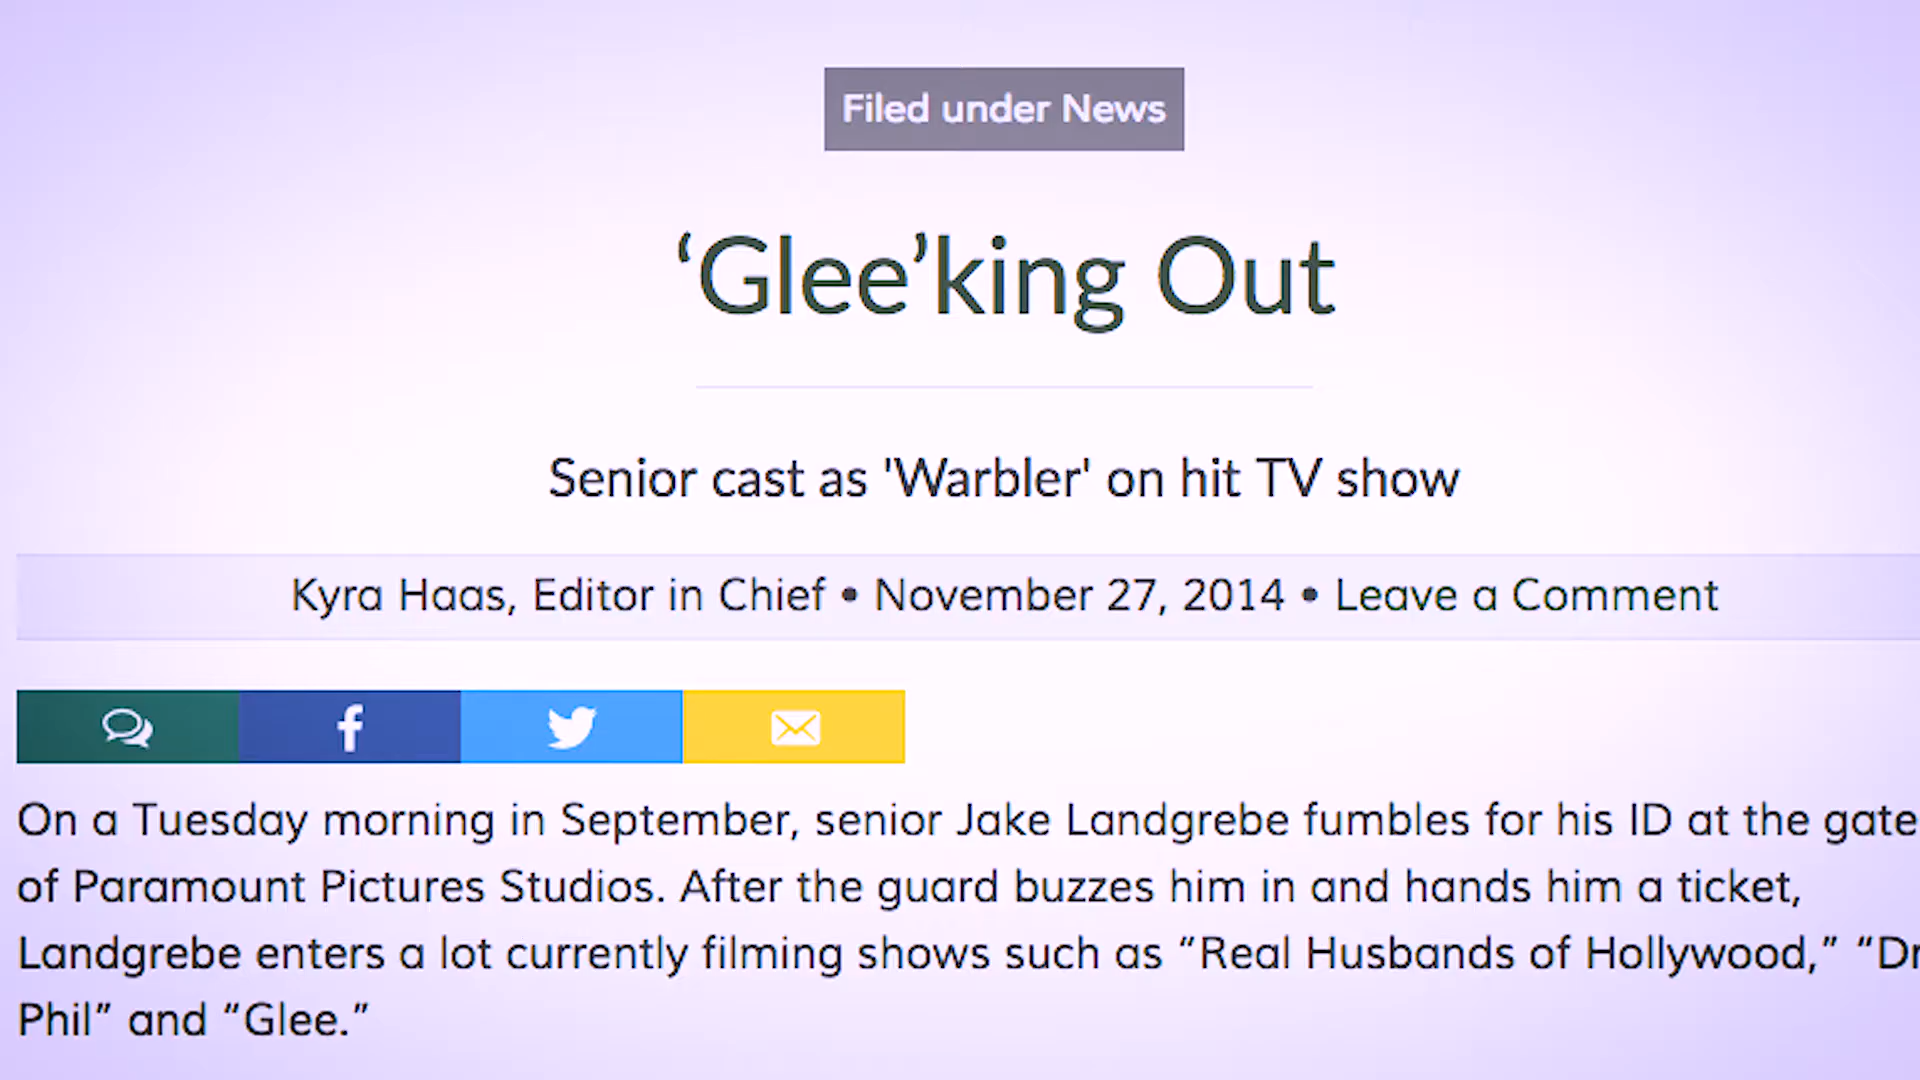 Filed under News
‘Glee’king Out
Senior cast as 'Warbler' on hit TV show
Kyra Haas, Editor in Chief • November 27, 2014 • Leave a Comment
On a Tuesday morning in September, senior Jake Landgrebe fumbles for his ID at the gate
of Paramount Pictures Studios. After the guard buzzes him in and hands him a ticket,
Landgrebe enters a lot currently filming shows such as “Real Husbands of Hollywood,” “Dr
Phil” and “Glee.”